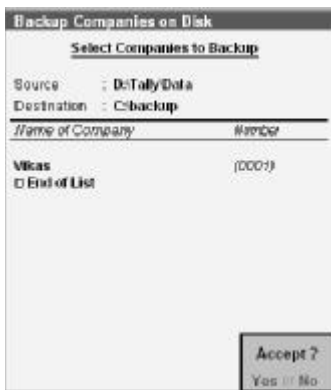 Backup Companies on Disk
Select Companies to Backup
Source : D:\Tally\Data
Destination : C:\backup
Name of Company Number
Vikas (0001)
□ End of List
Accept ?
Yes No